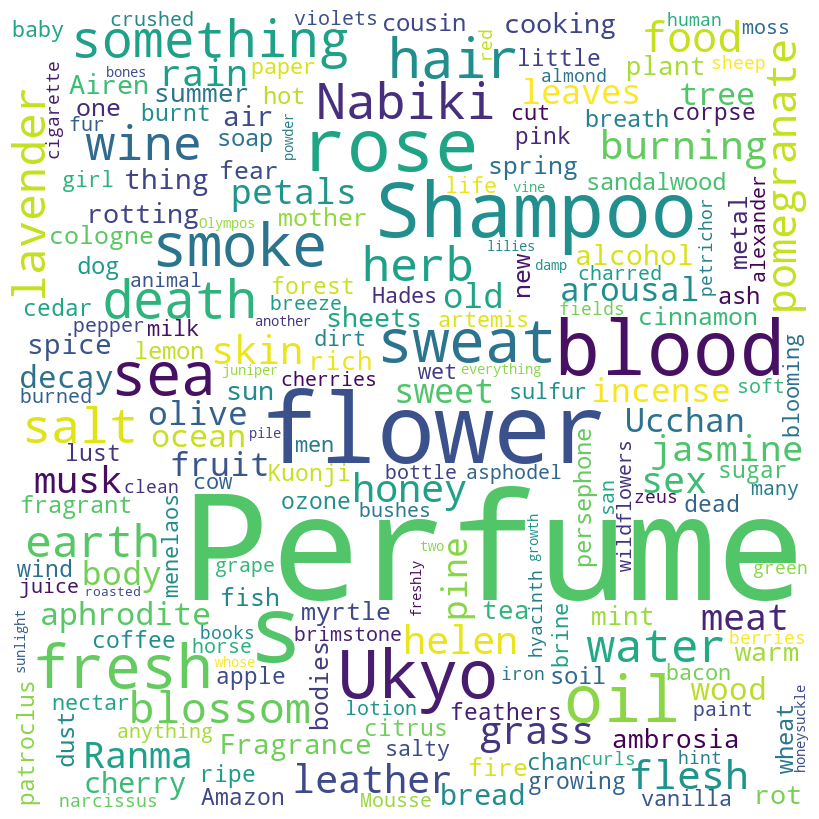 baby crushed violets cousin cooking human moss
something hair food
cigarette bones rain paper red little almond sheep plant
Airen summer hot Nabiki leaves tree pomegranate
lavender fur one burnt air powder cut breath corpse
wine soap rose pink burning
girl thing fear spring sandalwood
rotting petals Shampoo life vine metal alexander
cologne mother
Olympos smoke herb lilies alcohol petrichor
dog animal forest Hades new damp charred
cedar death breeze old arousal ash
pepper milk another sheets artemis fields cinnamon
spice lemon skin dirt rich sweat blood blooming
decay juniper cherries wet everything
burned sea sun sweet sulfur incense soft
salt olive flower Ucchan
lust ocean pile men jasmine
musk fruit Kuonji bottle asphodel persephone sugar
clean cow honey sex san zeus
fragrant ozone bushes wildflowers dead many
earth menelaos Perfume
wind grape two growth green
juice body roasted fish pine freshly hyacinth
sunlight aphrodite myrtle tea mint meat
coffee books s brimstone helen brine water berries
horse whose
fresh apple Ukyo iron soil warm
patroclus nectar bodies lotion oil bacon wood
blossom feathers paint wheat honeysuckle
dust anything citrus grass
Ranma Fragrance salty ambrosia
cherry ripe leather fire chan curls hint flesh
narcissus Amazon Mousse bread growing vanilla rot